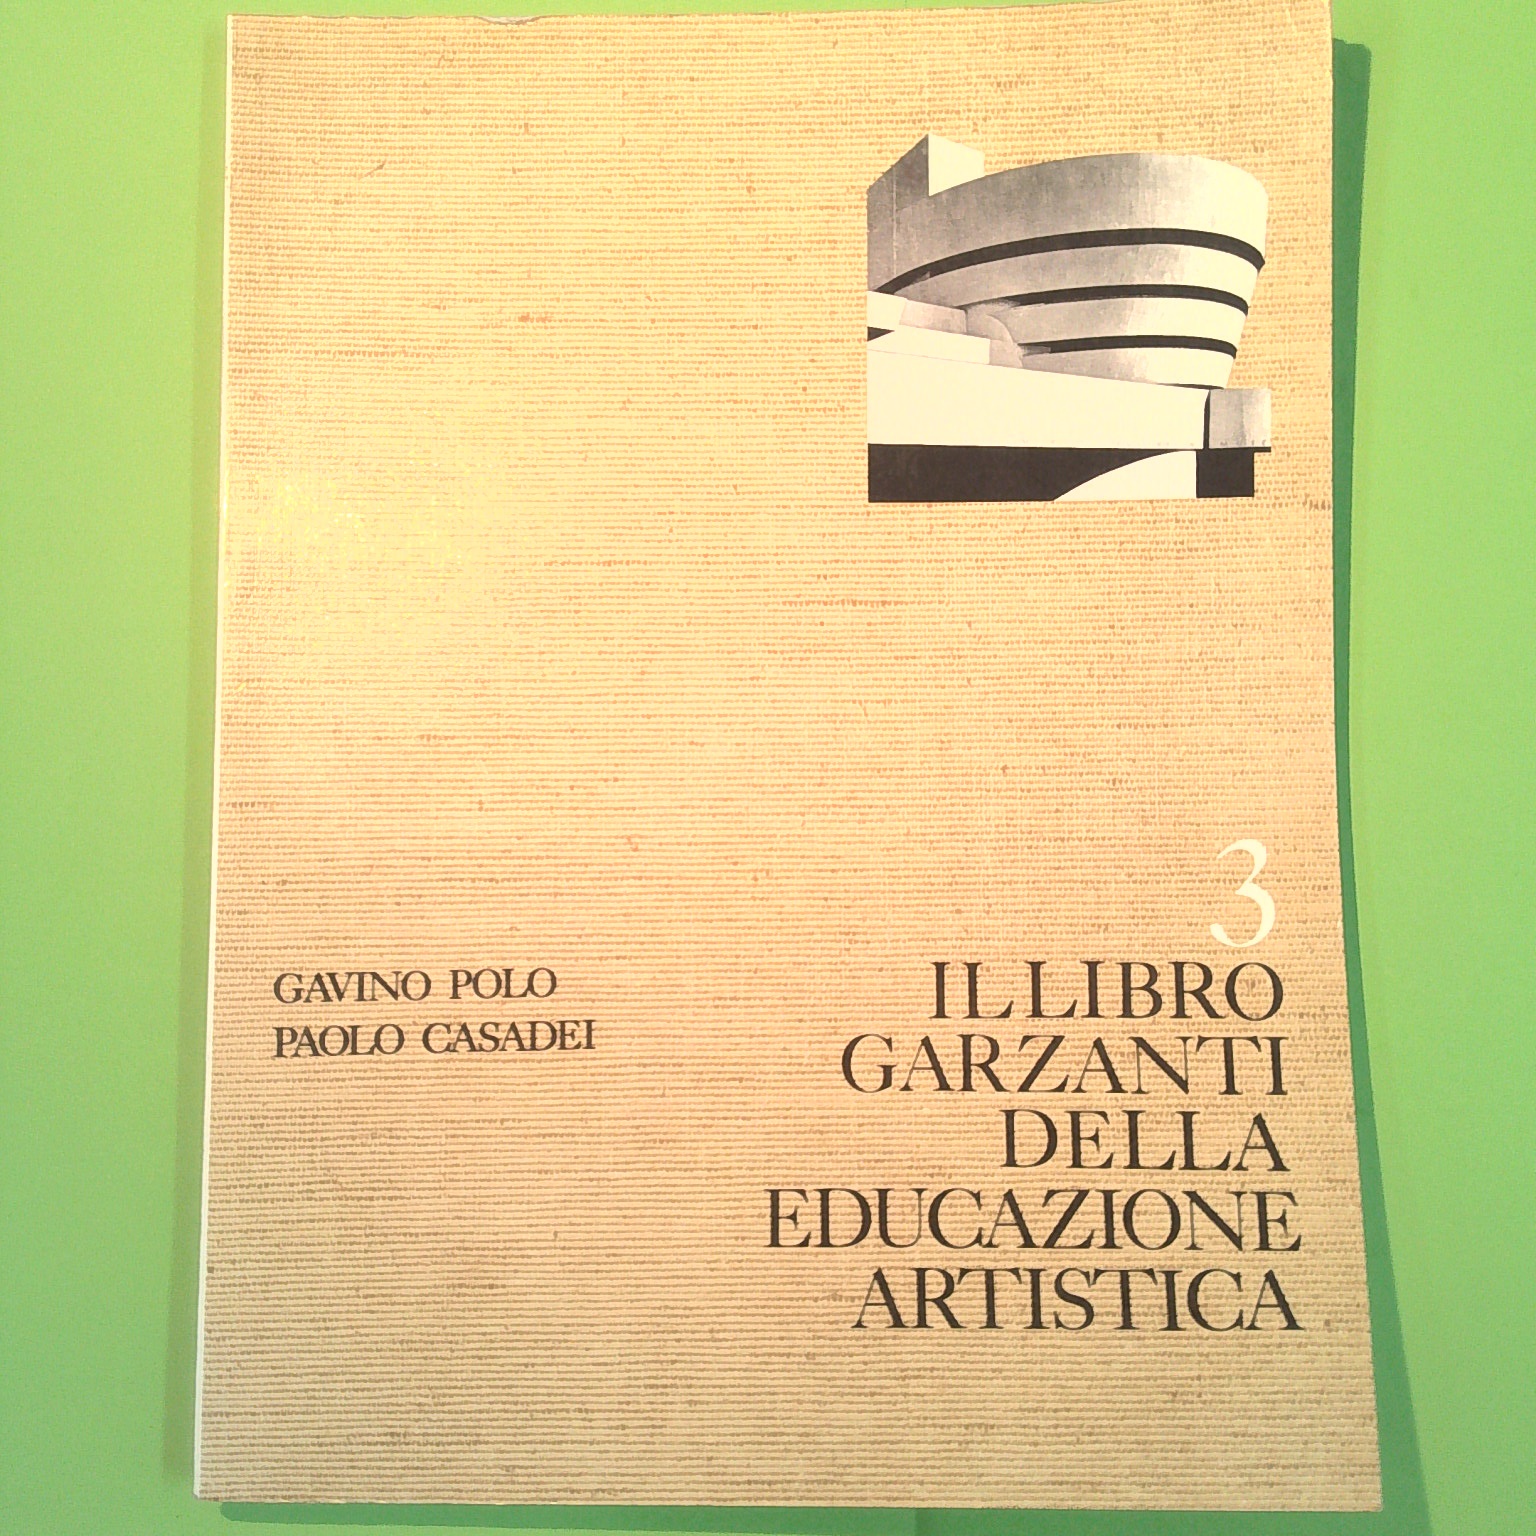 3
GAVINO POLO
PAOLO CASADEI
IL LIBRO
GARZANTI
DELLA
EDUCAZIONE
ARTISTICA